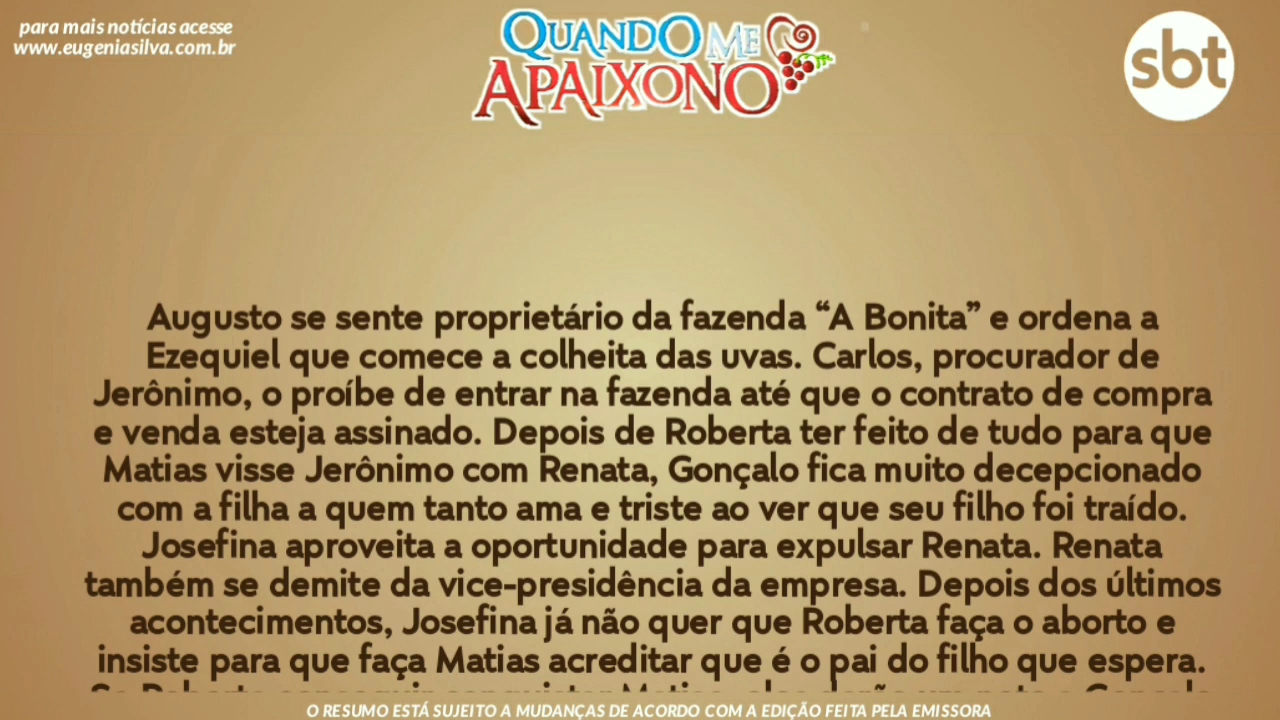 para mais notícias acesse
www.eugeniasilva.com.br
QUANDO ME
APAIXONO
sbt
Augusto se sente proprietário da fazenda “A Bonita” e ordena a
Ezequiel que comece a colheita das uvas. Carlos, procurador de
Jerônimo, o proíbe de entrar na fazenda até que o contrato de compra
e venda esteja assinado. Depois de Roberta ter feito de tudo para que
Matias visse Jerônimo com Renata, Gonçalo fica muito decepcionado
com a filha a quem tanto ama e triste ao ver que seu filho foi traído.
Josefina aproveita a oportunidade para expulsar Renata. Renata
também se demite da vice-presidência da empresa. Depois dos últimos
acontecimentos, Josefina já não quer que Roberta faça o aborto e
insiste para que faça Matias acreditar que é o pai do filho que espera.
O RESUMO ESTÁ SUJEITO A MUDANÇAS DE ACORDO COM A EDIÇÃO FEITA PELA EMISSORA